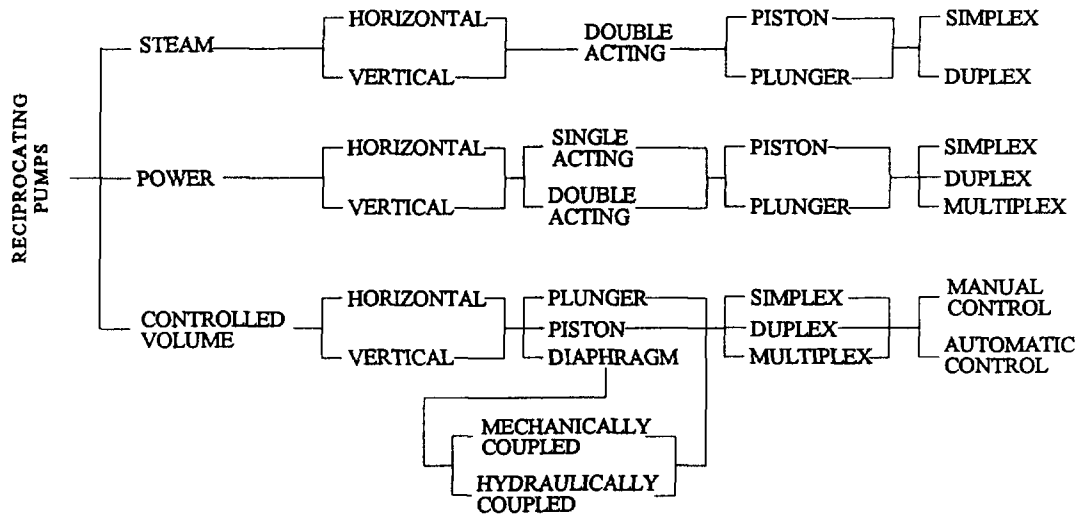 RECIPROCATING
PUMPS
STEAM
HORIZONTAL
VERTICAL
DOUBLE
ACTING
PISTON
PLUNGER
SIMPLEX
DUPLEX
POWER
HORIZONTAL
VERTICAL
SINGLE
ACTING
DOUBLE
ACTING
PISTON
PLUNGER
SIMPLEX
DUPLEX
MULTIPLEX
CONTROLLED
VOLUME
HORIZONTAL
VERTICAL
PLUNGER
PISTON
DIAPHRAGM
MECHANICALLY
COUPLED
HYDRAULICALLY
COUPLED
SIMPLEX
DUPLEX
MULTIPLEX
MANUAL
CONTROL
AUTOMATIC
CONTROL